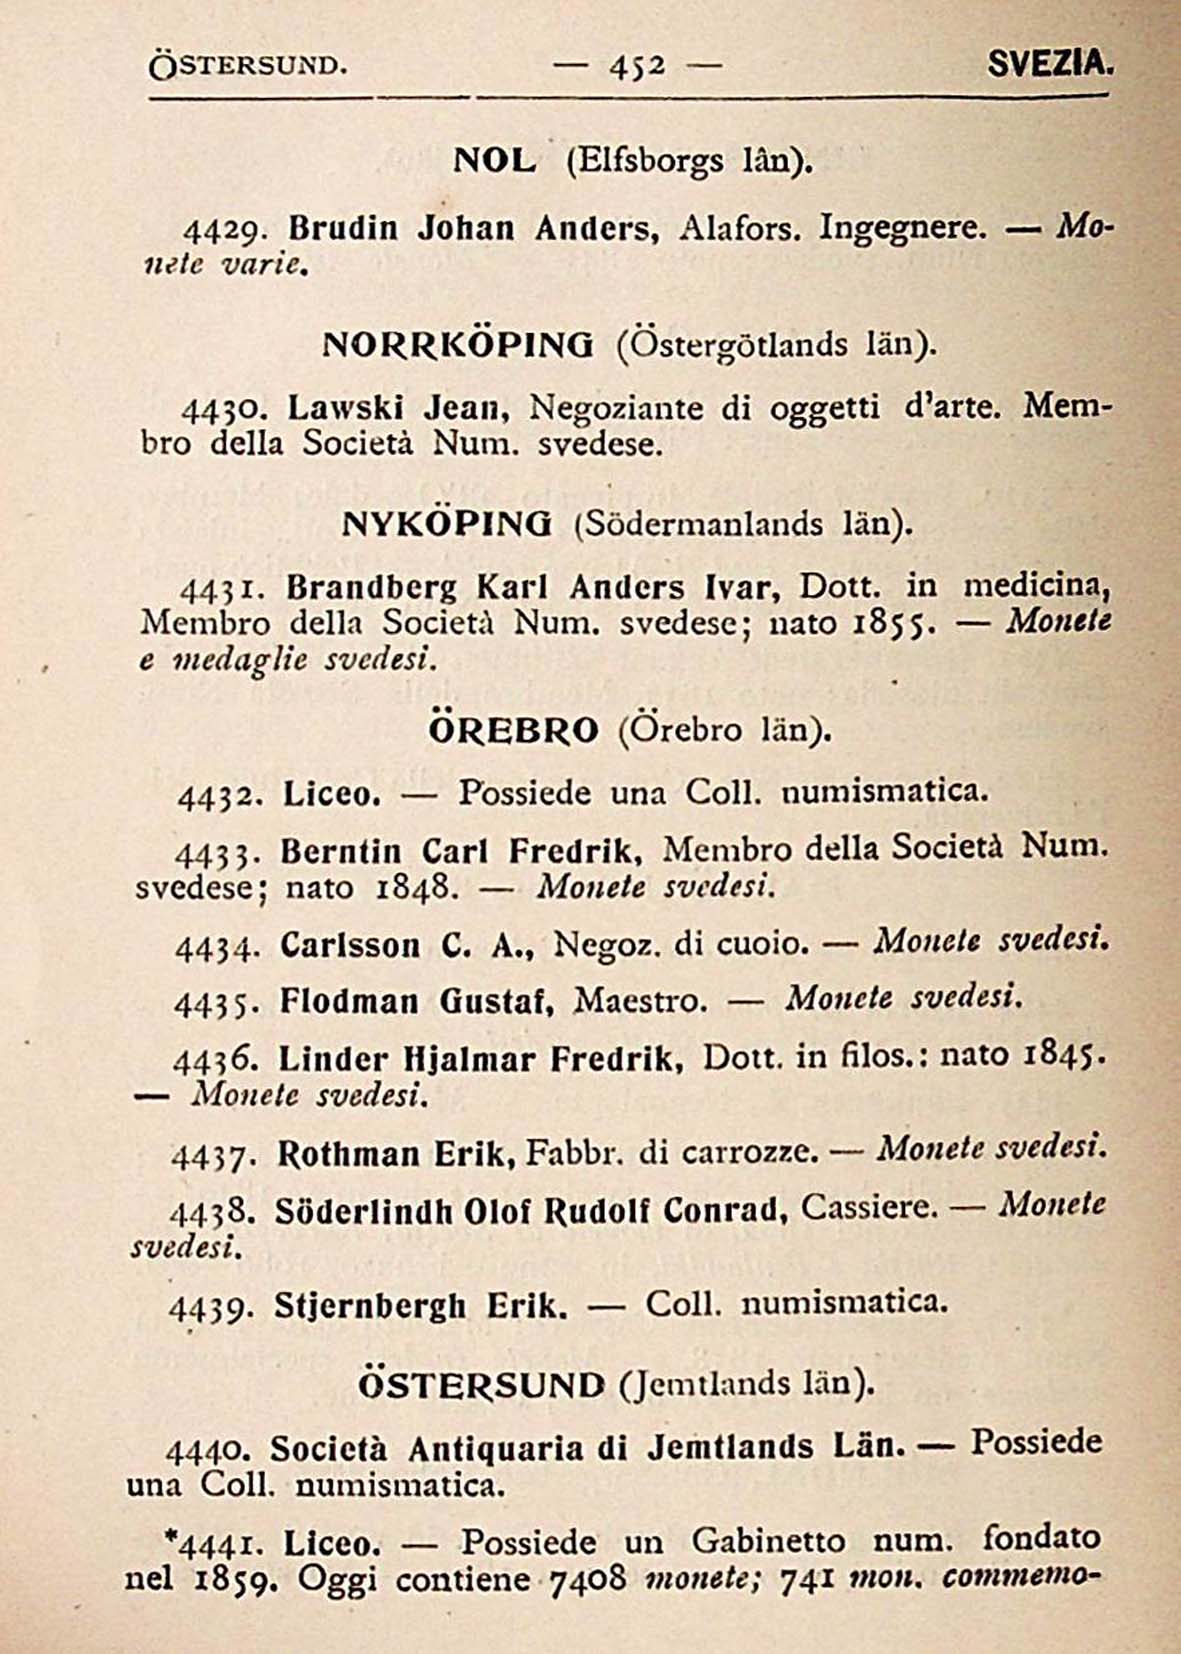 ÖSTERSUND. — 452 — SVEZIA.
NOL (Elfsborgs län).
4429. Brudin Johan Anders, Alafors. Ingegnere. — Mo-
nete varie.
NORRKÖPING (Östergötlands län).
4430. Lawski Jean, Negoziante di oggetti d'arte. Mem-
bro della Società Num. svedese.
NYKÖPING (Södermanlands län).
4431. Brandberg Karl Anders Ivar, Dott. in medicina,
Membro della Società Num. svedese; nato 1855. — Monete
e medaglie svedesi.
ÖREBRO (Örebro län).
4432. Liceo. — Possiede una Coll. numismatica.
4433. Berntin Carl Fredrik, Membro della Società Num.
svedese; nato 1848. — Monete svedesi.
4434. Carlsson C. A., Negoz. di cuoio. — Monete svedesi.
4435. Flodman Gustaf, Maestro. — Monete svedesi.
4436. Linder Hjalmar Fredrik, Dott. in filos.: nato 1845.
— Monete svedesi.
4437. Rothman Erik, Fabbr. di carrozze. — Monete svedesi.
4438. Söderlindh Olof Rudolf Conrad, Cassiere. — Monete
svedesi.
4439. Stjernbergh Erik. — Coll. numismatica.
ÖSTERSUND (Jemtlands län).
4440. Società Antiquaria di Jemtlands Län. — Possiede
una Coll. numismatica.
*4441. Liceo. — Possiede un Gabinetto num. fondato
nel 1859. Oggi contiene 7408 monete; 741 mon. commemo-